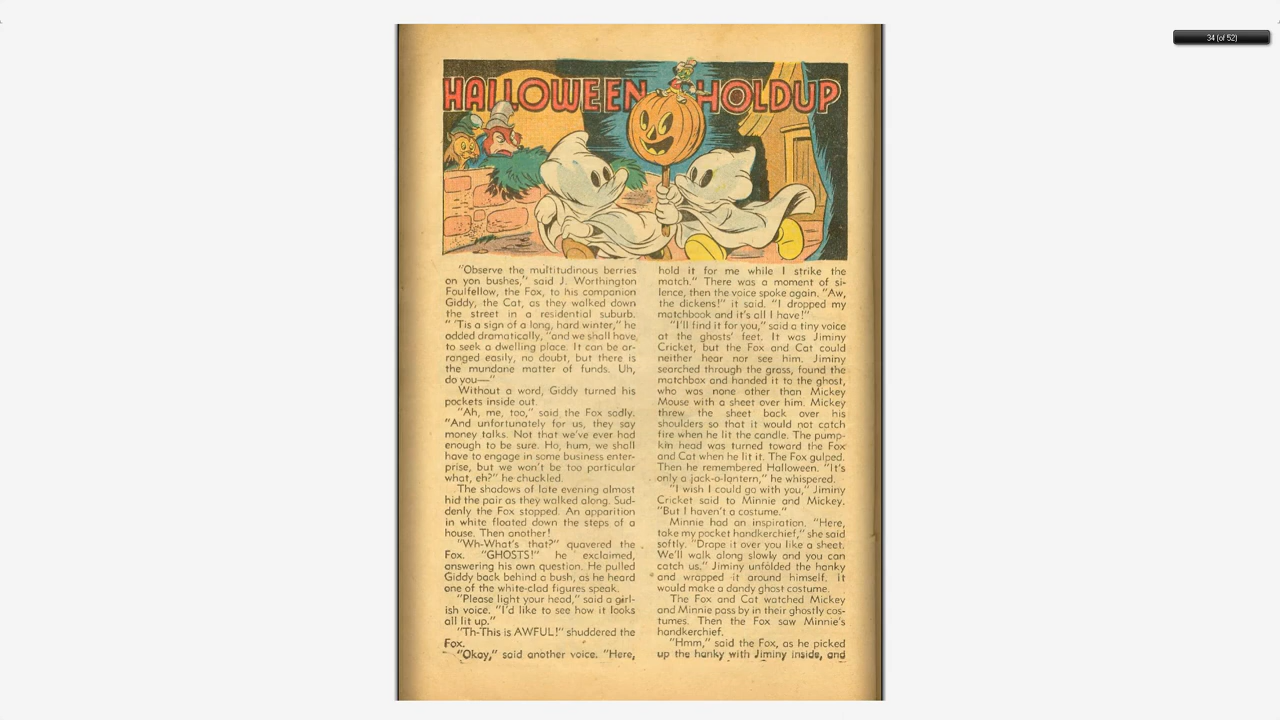 34 (of 52)
HALLOWEEN HOLDUP
"Observe the multitudinous berries
on yon bushes," said J. Worthington
Foulfellow, the Fox, to his companion
Giddy, the Cat, as they walked down
the street in a residential suburb.
" 'Tis a sign of a long, hard winter," he
added dramatically, "and we shall have
to seek a dwelling place. It can be ar-
ranged easily, no doubt, but there is
the mundane matter of funds. Uh,
do you—"
Without a word, Giddy turned his
pockets inside out.
"Ah, me, too," said the Fox sadly.
"And unfortunately for us, they say
money talks. Not that we've ever had
enough to be sure. Ho, hum, we shall
have to engage in some business enter-
prise, but we won't be too particular
what, eh?" he chuckled.
The shadows of late evening almost
hid the pair as they walked along. Sud-
denly the Fox stopped. An apparition
in white floated down the steps of a
house. Then another!
"Wh-What's that?" quavered the
Fox. "GHOSTS!" he exclaimed,
answering his own question. He pulled
Giddy back behind a bush, as he heard
one of the white-clad figures speak.
"Please light your head," said a girl-
ish voice. "I'd like to see how it looks
all lit up."
"Th-This is AWFUL!" shuddered the
Fox.
"Okay," said another voice. "Here,
hold it for me while I strike the
match." There was a moment of si-
lence, then the voice spoke again. "Aw,
the dickens!" it said. "I dropped my
matchbook and it's all I have!"
"I'll find it for you," said a tiny voice
at the ghosts' feet. It was Jiminy
Cricket, but the Fox and Cat could
neither hear nor see him. Jiminy
searched through the grass, found the
matchbox and handed it to the ghost,
who was none other than Mickey
Mouse with a sheet over him. Mickey
threw the sheet back over his
shoulders so that it would not catch
fire when he lit the candle. The pump-
kin head was turned toward the Fox
and Cat when he lit it. The Fox gulped.
Then he remembered Halloween. "It's
only a jack-o-lantern," he whispered.
"I wish I could go with you," Jiminy
Cricket said to Minnie and Mickey.
"But I haven't a costume."
Minnie had an inspiration. "Here,
take my pocket handkerchief," she said
softly. "Drape it over you like a sheet.
We'll walk along slowly and you can
catch us." Jiminy unfolded the hanky
and wrapped it around himself. It
would make a dandy ghost costume.
The Fox and Cat watched Mickey
and Minnie pass by in their ghostly cos-
tumes. Then the Fox saw Minnie's
handkerchief.
"Hmm," said the Fox, as he picked
up the hanky with Jiminy inside, and